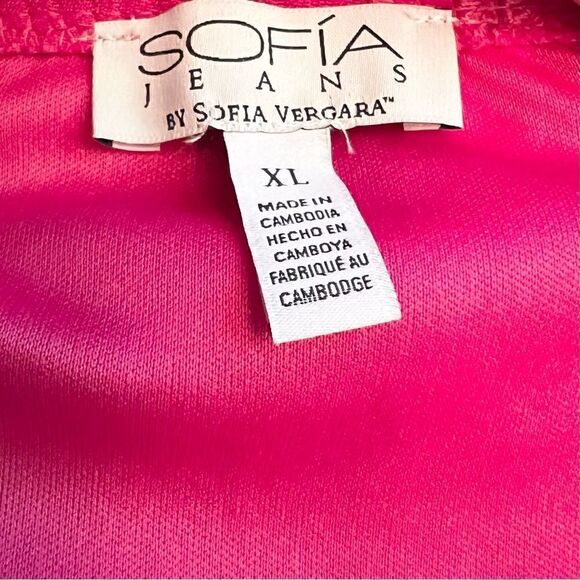 SOFÍA
JEANS
BY SOFIA VERGARA™
XL
MADE IN
CAMBODIA
HECHO EN
CAMBOYA
FABRIQUÉ AU
CAMBODGE